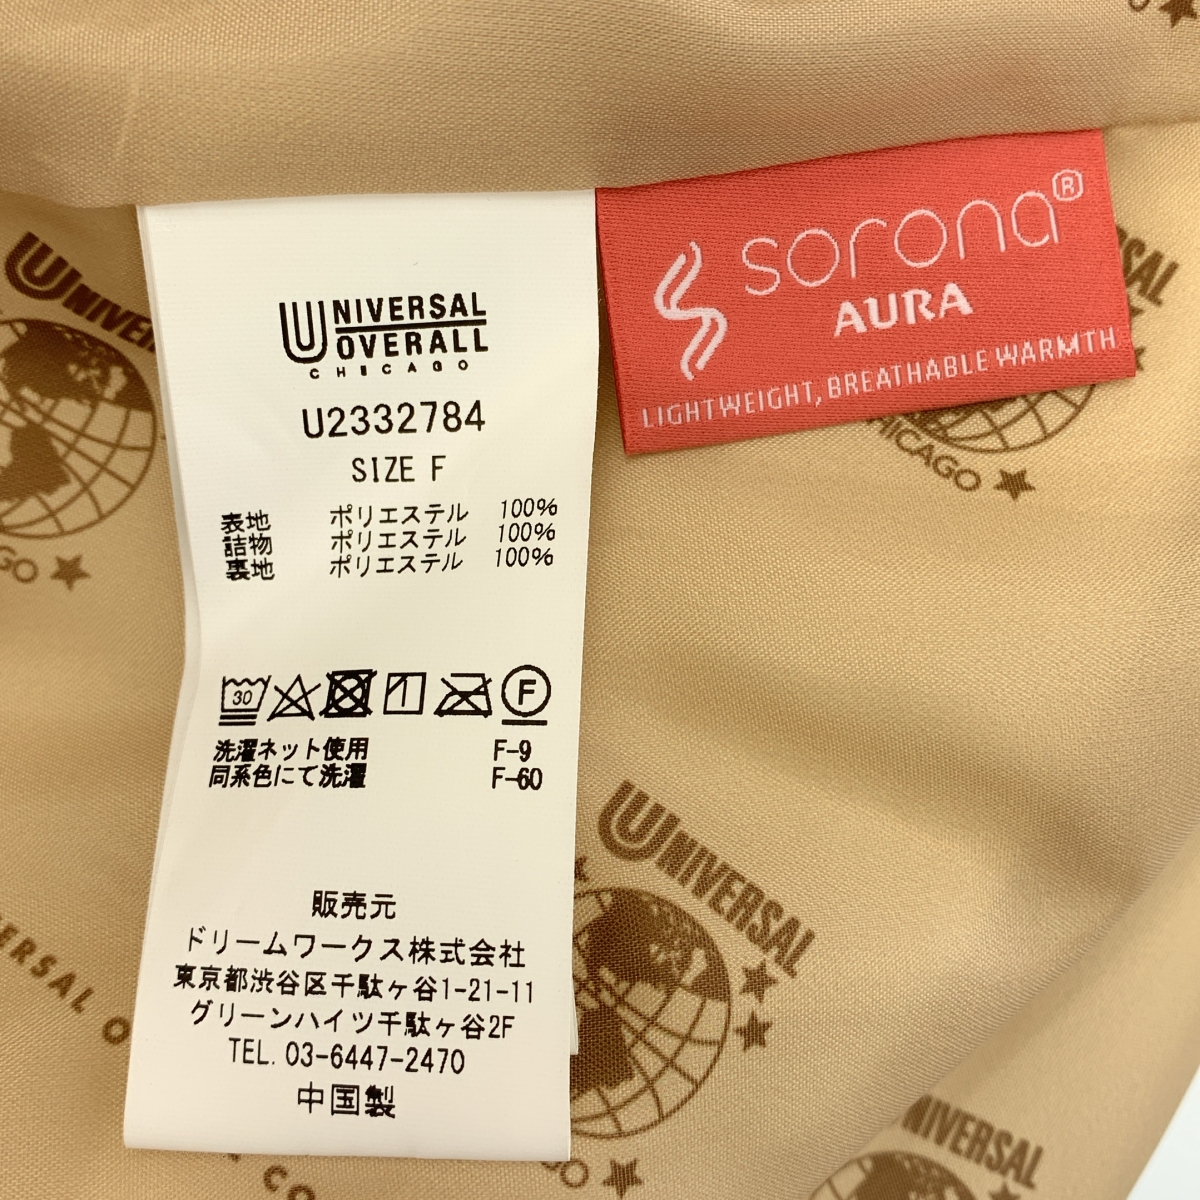 UNIVERSAL
OVERALL
CHICAGO
U2332784
SIZE F
表地 ポリエステル 100%
詰物 ポリエステル 100%
裏地 ポリエステル 100%
30
F
洗濯ネット使用 F-9
同系色にて洗濯 F-60
販売元
ドリームワークス株式会社
東京都渋谷区千駄ヶ谷1-21-11
グリーンハイツ千駄ヶ谷2F
TEL. 03-6447-2470
中国製
sorona®
AURA
LIGHTWEIGHT, BREATHABLE WARMTH
UNIVERSAL
CHICAGO
UNIVERSAL
UNIVERSAL